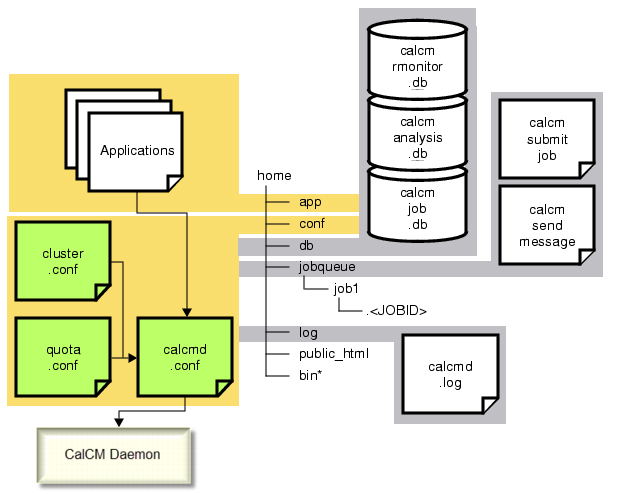 calcm
rmonitor
.db
calcm
analysis
.db
calcm
job
.db
calcm
submit
job
calcm
send
message
Applications
home
app
conf
db
jobqueue
job1
.<JOBID>
log
public_html
bin*
cluster
.conf
quota
.conf
calcmd
.conf
calcmd
.log
CalCM Daemon